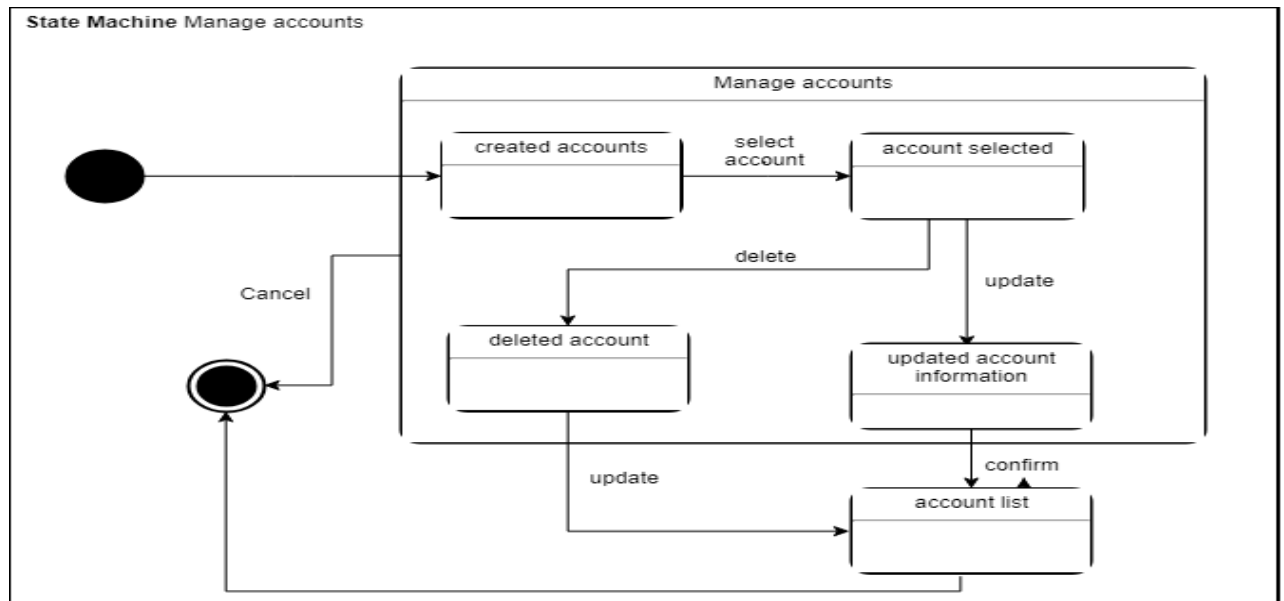 State Machine Manage accounts
Manage accounts
created accounts
select
account
account selected
delete
update
Cancel
deleted account
updated account
information
update
confirm
account list